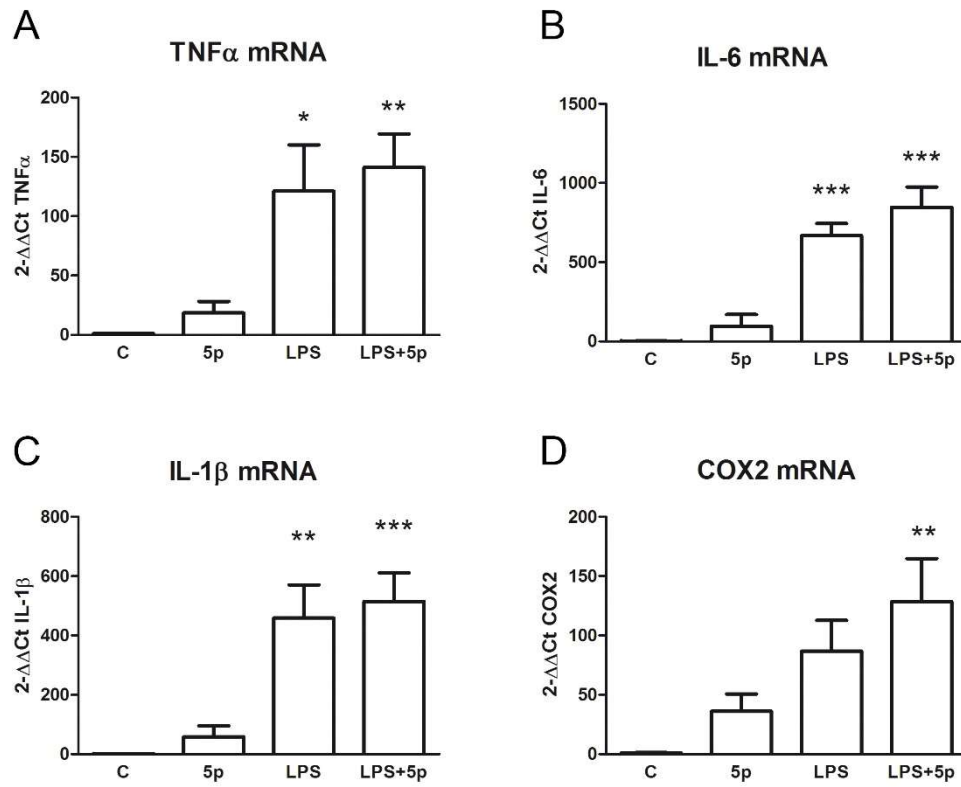 A
TNFα mRNA
2-ΔΔCt TNFα
200
150
100
50
0
*
**
C 5p LPS LPS+5p
B
IL-6 mRNA
2-ΔΔCt IL-6
1500
1000
500
0
***
***
C 5p LPS LPS+5p
C
IL-1β mRNA
2-ΔΔCt IL-1β
800
600
400
200
0
**
***
C 5p LPS LPS+5p
D
COX2 mRNA
2-ΔΔCt COX2
200
150
100
50
0
**
C 5p LPS LPS+5p